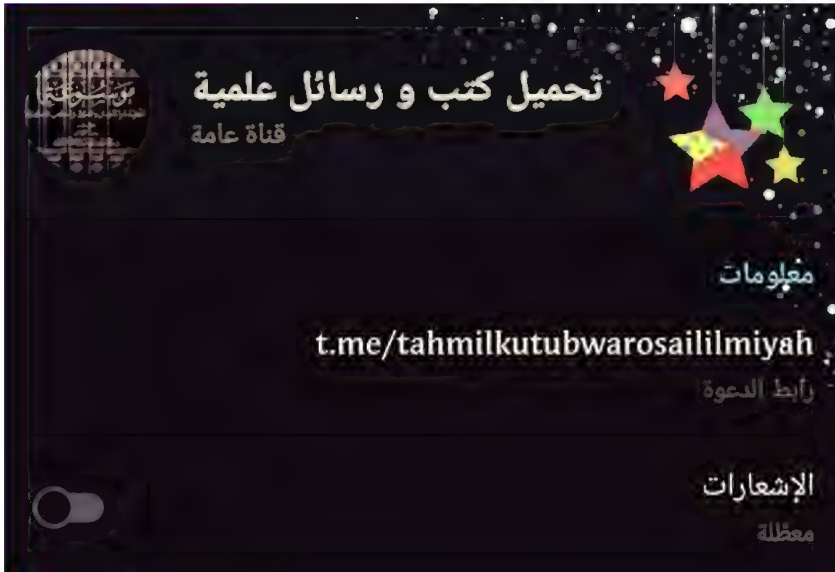 تحميل كتب و رسائل علمية
قناة عامة
معلومات
t.me/tahmilkutubwarosaililmiyah
رابط الدعوة
الإشعارات
معطلة